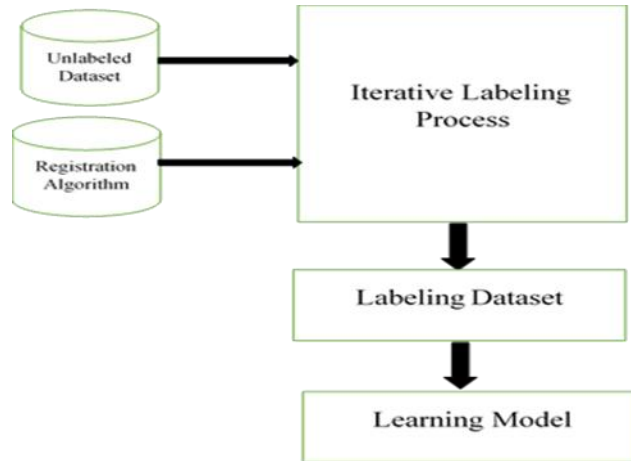 Unlabeled
Dataset
Iterative Labeling
Process
Registration
Algorithm
Labeling Dataset
Learning Model